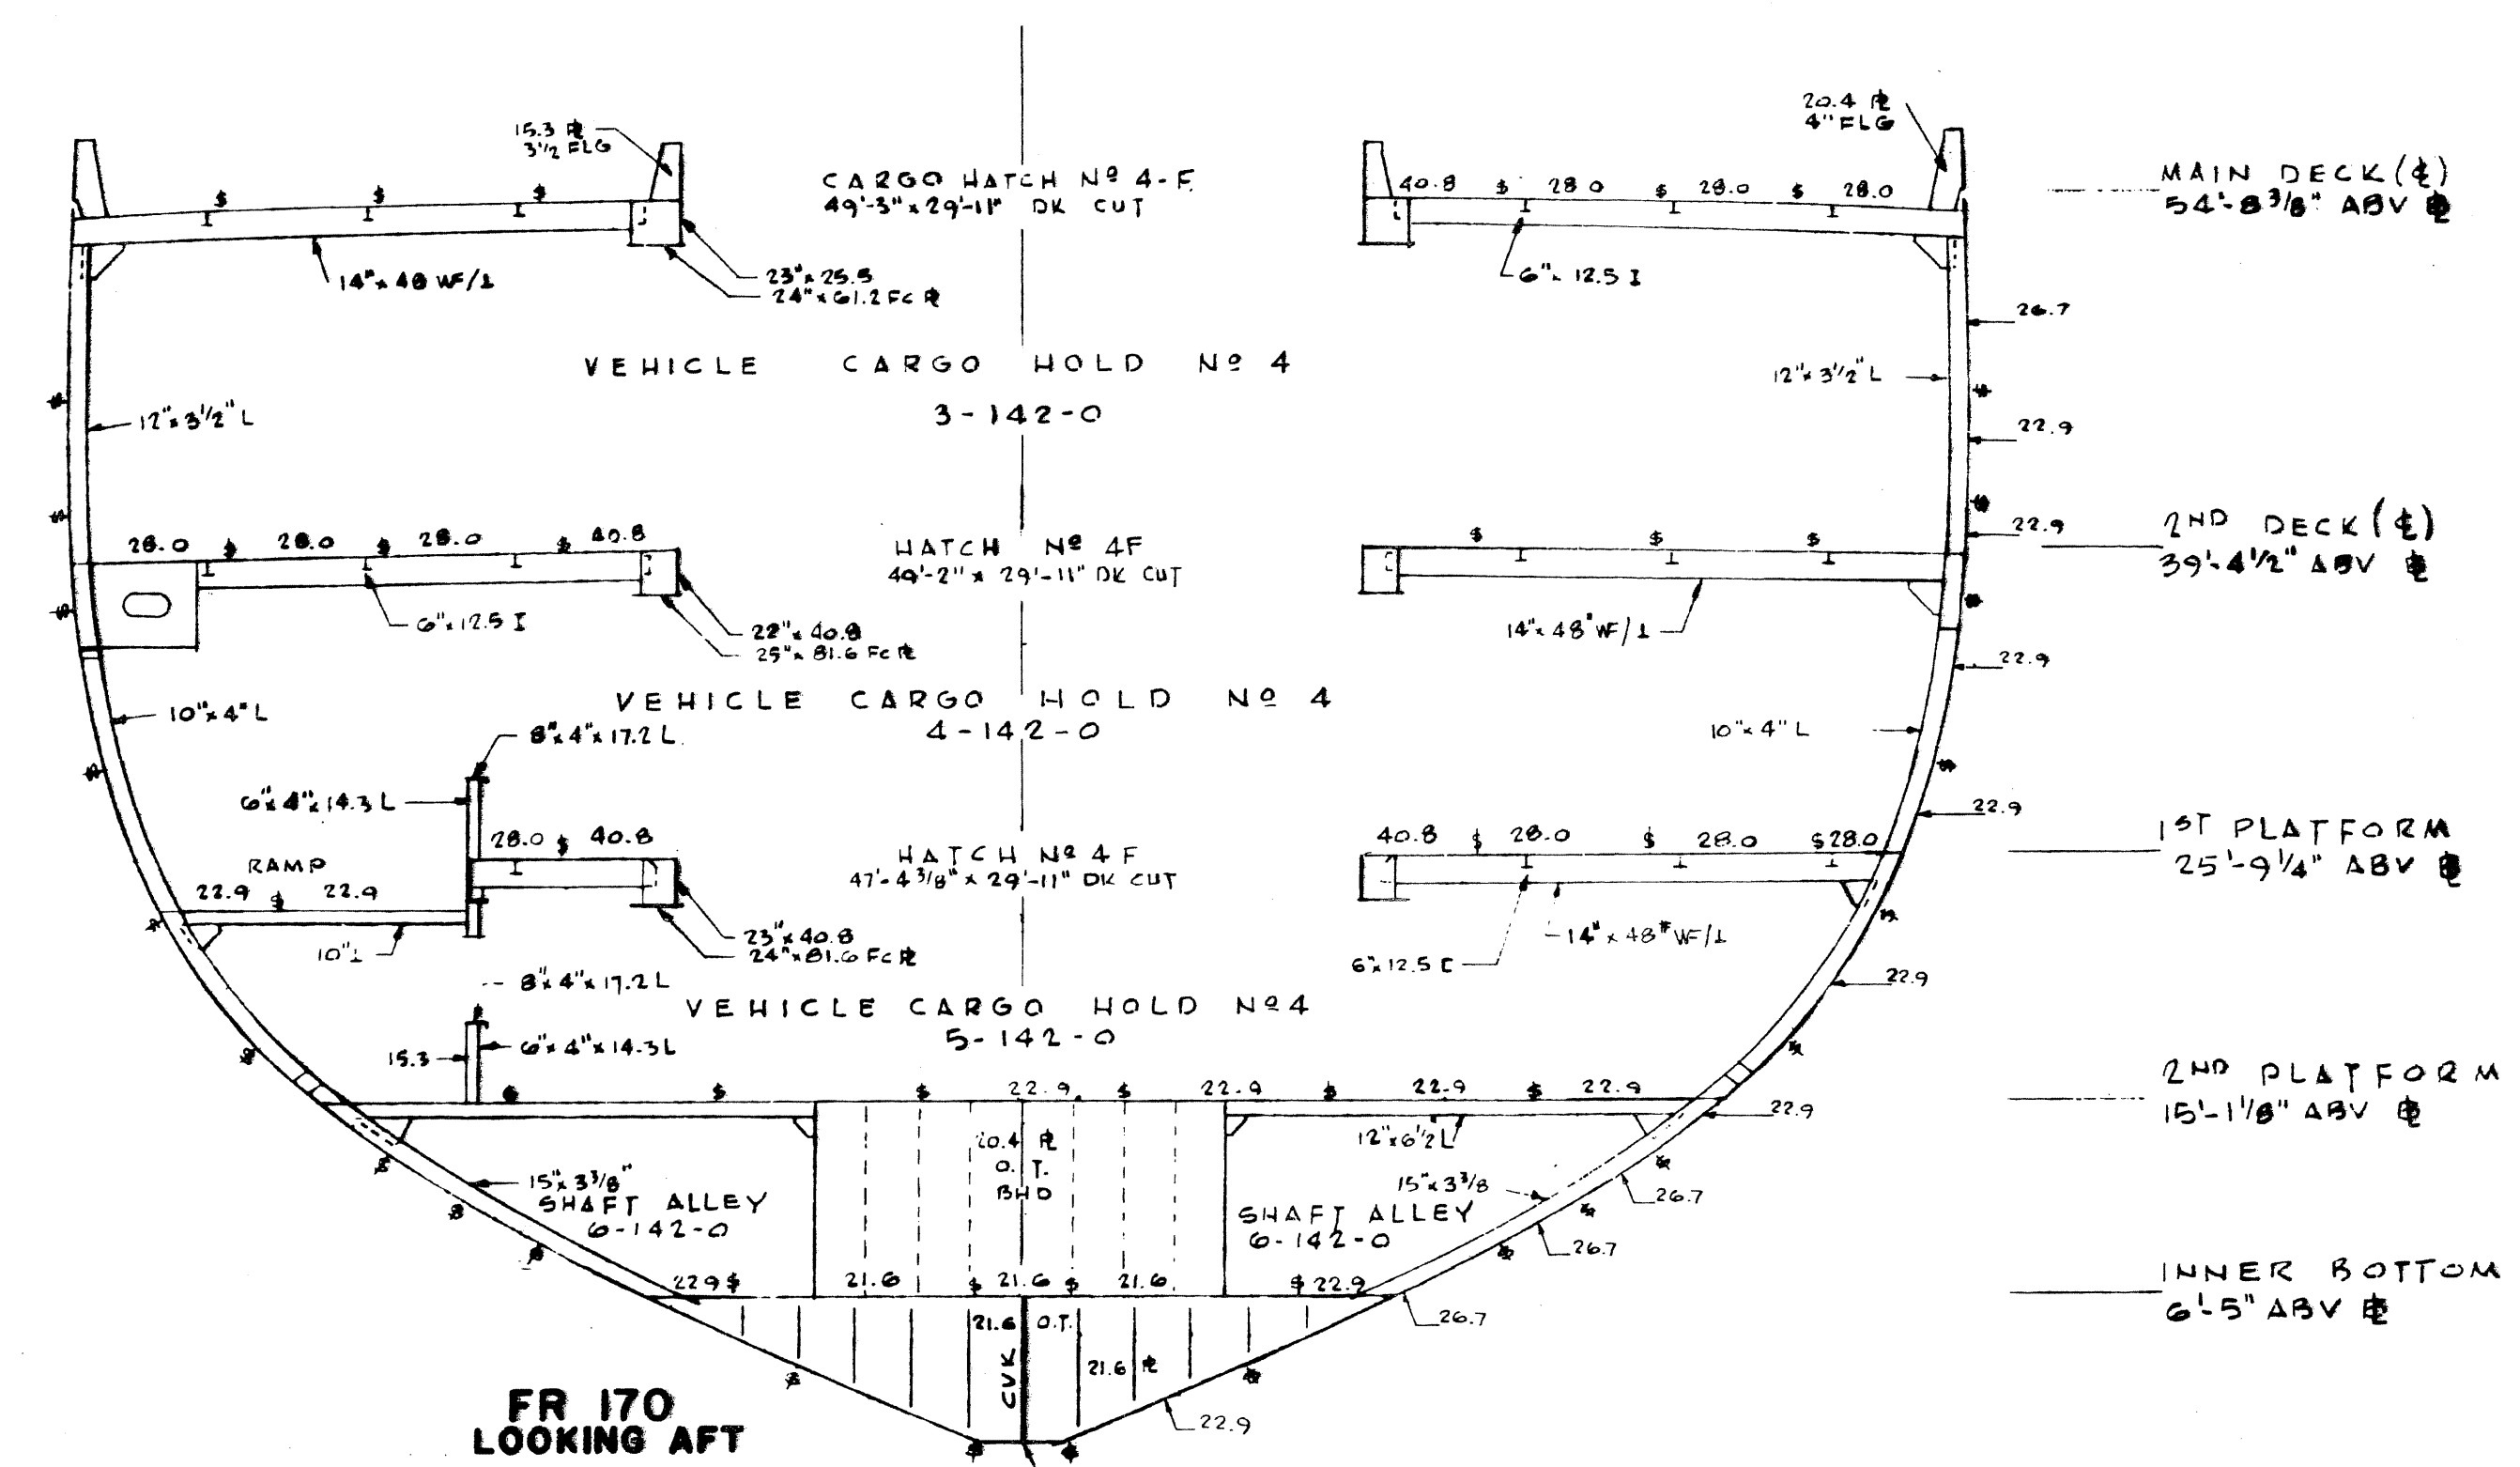 15.3 ⅊
3½ FLG
20.4 ⅊
4" FLG
CARGO HATCH Nº 4-F
49'-3" x 29'-11" DK CUT
40.8 28.0 28.0 28.0
MAIN DECK (℄)
54'-8 3/8" ABV
14" x 48 WF/⊥
23" x 25.5
24" x 61.2 FC ⅊
6" x 12.5 I
26.7
VEHICLE CARGO HOLD Nº 4
3-142-0
12" x 3½" L
12" x 3½" L
22.9
28.0 28.0 28.0 40.8
HATCH Nº 4F
49'-2" x 29'-11" DK CUT
22.9
2ND DECK (℄)
39'-4½" ABV
6" x 12.5 I
22" x 40.8
25" x 81.6 FC ⅊
14" x 48# WF/⊥
22.9
VEHICLE CARGO HOLD Nº 4
4-142-0
10" x 4" L
10" x 4" L
8" x 4" x 17.2 L
6" x 4" x 14.3 L
22.9
28.0 40.8
HATCH Nº 4 F
47'-4 3/8" x 29'-11" DK CUT
40.8 28.0 28.0 28.0
1ST PLATFORM
25'-9¼" ABV
RAMP
22.9 22.9
10" ⊥
23" x 40.8
24" x 81.6 FC ⅊
14" x 48# WF/⊥
6" x 12.5 I
22.9
8" x 4" x 17.2 L
VEHICLE CARGO HOLD Nº 4
5-142-0
15.3
6" x 4" x 14.3 L
22.9 22.9 22.9 22.9
2ND PLATFORM
15'-1 1/8" ABV
22.9
20.4 ⅊
O.T.
BHD
12" x 6½ L
15" x 3 3/8"
SHAFT ALLEY
6-142-0
15" x 3 3/8
SHAFT ALLEY
6-142-0
26.7
26.7
22.9 21.6 21.6 21.6 22.9
INNER BOTTOM
6'-5" ABV
26.7
21.6 O.T.
CVK
21.6 ⅊
22.9
FR 170
LOOKING AFT